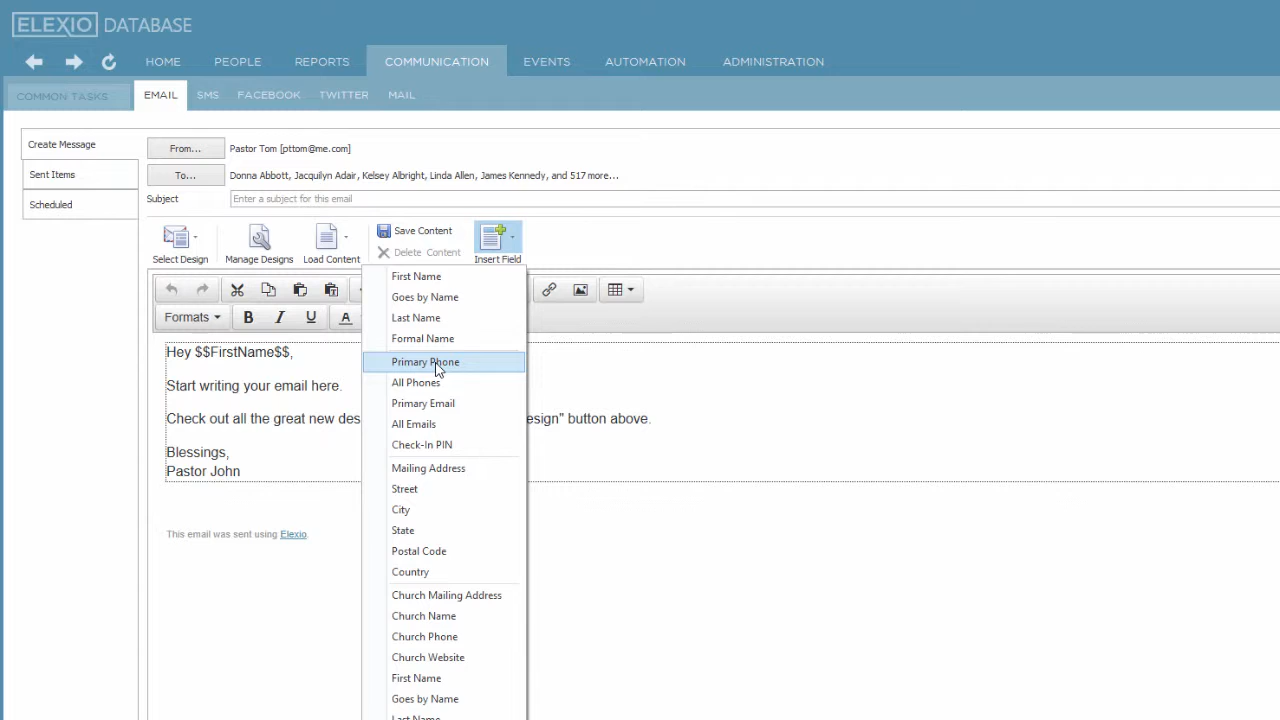 ELEXIO DATABASE
HOME PEOPLE REPORTS COMMUNICATION EVENTS AUTOMATION ADMINISTRATION
COMMON TASKS EMAIL SMS FACEBOOK TWITTER MAIL
Create Message
Sent Items
Scheduled
From... Pastor Tom [pttom@me.com]
To... Donna Abbott, Jacquilyn Adair, Kelsey Albright, Linda Allen, James Kennedy, and 517 more...
Subject Enter a subject for this email
Select Design Manage Designs Load Content Save Content Insert Field
Delete Content
Formats B I U A
Hey $$FirstName$$,
Start writing your email here.
Check out all the great new des esign" button above.
Blessings,
Pastor John
This email was sent using Elexio.
First Name
Goes by Name
Last Name
Formal Name
Primary Phone
All Phones
Primary Email
All Emails
Check-In PIN
Mailing Address
Street
City
State
Postal Code
Country
Church Mailing Address
Church Name
Church Phone
Church Website
First Name
Goes by Name
Last Name